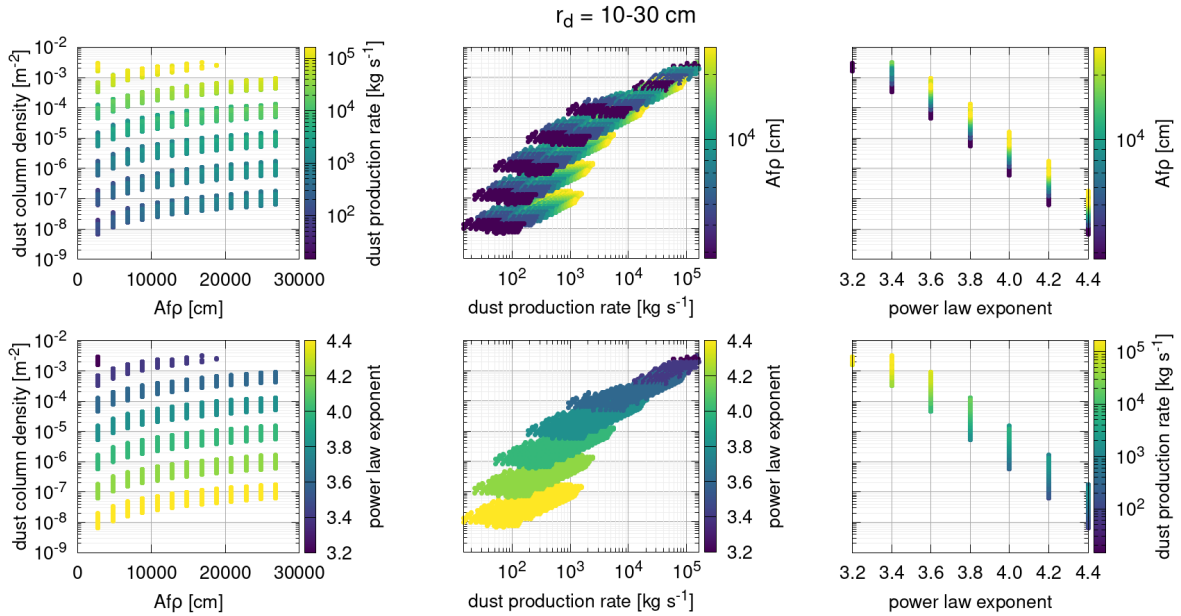 r_d = 10-30 cm
dust column density [m^-2]
10^-2
10^-3
10^-4
10^-5
10^-6
10^-7
10^-8
10^-9
0 10000 20000 30000
Afρ [cm]
10^5
10^4
10^3
10^2
dust production rate [kg s^-1]
10^2 10^3 10^4 10^5
dust production rate [kg s^-1]
10^4
Afρ [cm]
3.2 3.4 3.6 3.8 4.0 4.2 4.4
power law exponent
10^4
Afρ [cm]
dust column density [m^-2]
10^-2
10^-3
10^-4
10^-5
10^-6
10^-7
10^-8
10^-9
0 10000 20000 30000
Afρ [cm]
4.4
4.2
4.0
3.8
3.6
3.4
3.2
power law exponent
10^2 10^3 10^4 10^5
dust production rate [kg s^-1]
4.4
4.2
4.0
3.8
3.6
3.4
3.2
power law exponent
3.2 3.4 3.6 3.8 4.0 4.2 4.4
power law exponent
10^5
10^4
10^3
10^2
dust production rate [kg s^-1]